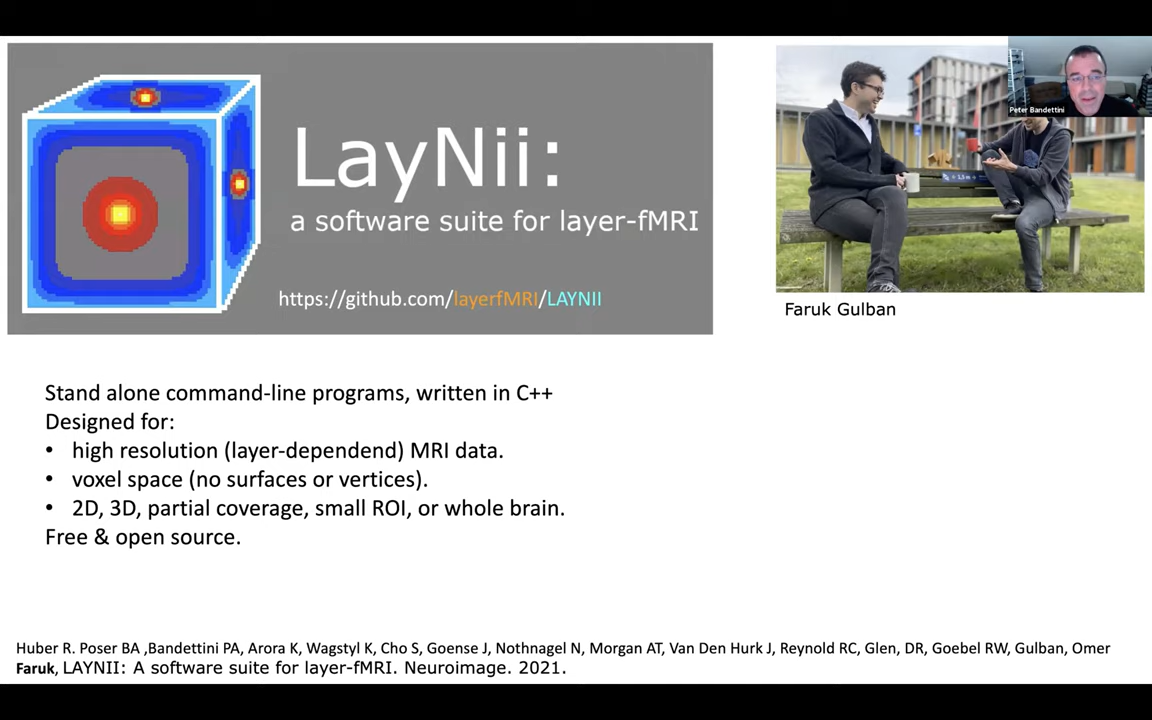 LayNii:
a software suite for layer-fMRI
https://github.com/layerfMRI/LAYNII
Peter Bandettini
Faruk Gulban
Stand alone command-line programs, written in C++
Designed for:
• high resolution (layer-dependend) MRI data.
• voxel space (no surfaces or vertices).
• 2D, 3D, partial coverage, small ROI, or whole brain.
Free & open source.
Huber R. Poser BA ,Bandettini PA, Arora K, Wagstyl K, Cho S, Goense J, Nothnagel N, Morgan AT, Van Den Hurk J, Reynold RC, Glen, DR, Goebel RW, Gulban, Omer
Faruk, LAYNII: A software suite for layer-fMRI. Neuroimage. 2021.